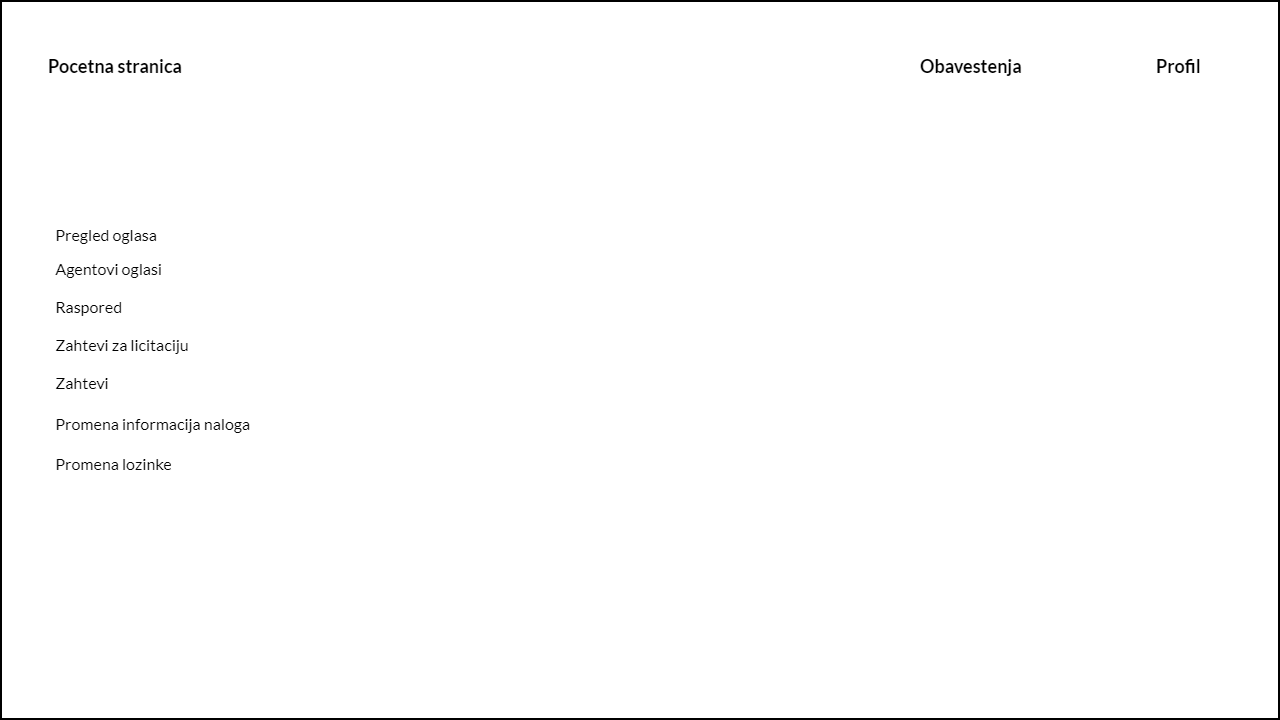 Pocetna stranica
Obavestenja
Profil
Pregled oglasa
Agentovi oglasi
Raspored
Zahtevi za licitaciju
Zahtevi
Promena informacija naloga
Promena lozinke